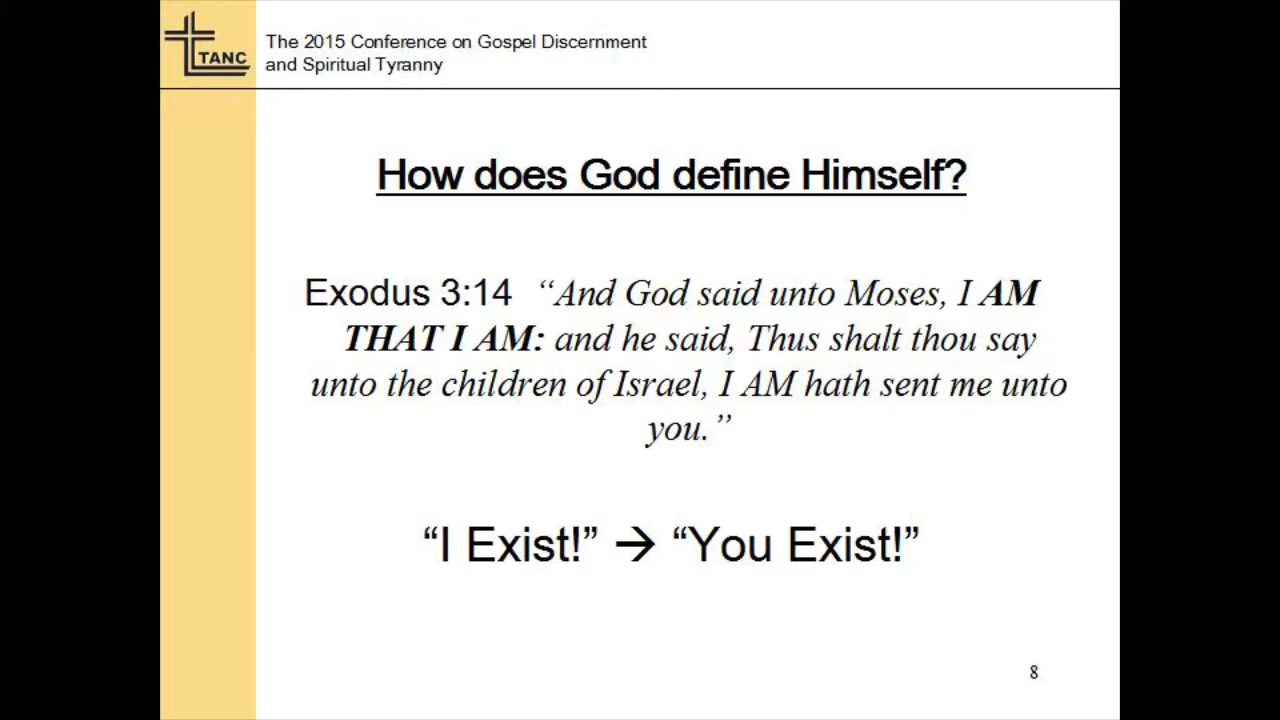 TANC
The 2015 Conference on Gospel Discernment
and Spiritual Tyranny
How does God define Himself?
Exodus 3:14 “And God said unto Moses, I AM
THAT I AM: and he said, Thus shalt thou say
unto the children of Israel, I AM hath sent me unto
you.”
“I Exist!” → “You Exist!”
8